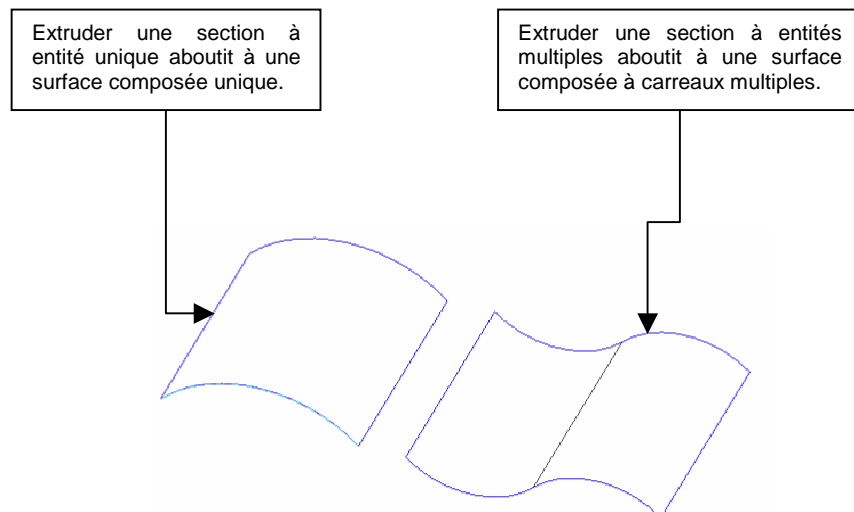 Extruder une section à
entité unique aboutit à une
surface composée unique.
Extruder une section à entités
multiples aboutit à une surface
composée à carreaux multiples.